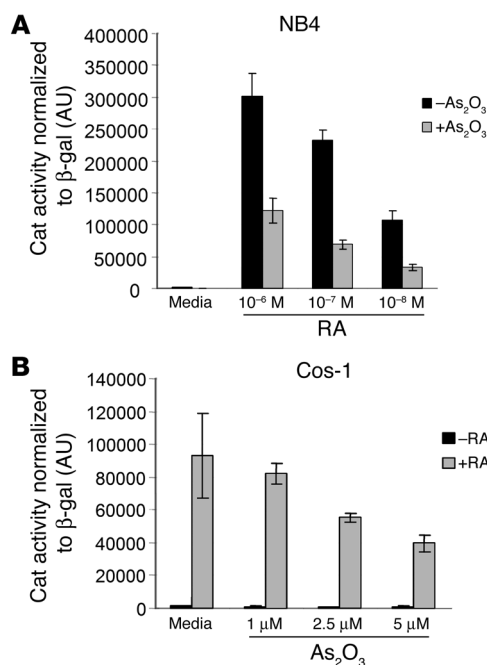 A
NB4
Cat activity normalized
to β-gal (AU)
400000
350000
300000
250000
200000
150000
100000
50000
0
–As₂O₃
+As₂O₃
Media
10⁻⁶ M
10⁻⁷ M
10⁻⁸ M
RA
B
Cos-1
Cat activity normalized
to β-gal (AU)
140000
120000
100000
80000
60000
40000
20000
0
–RA
+RA
Media
1 μM
2.5 μM
5 μM
As₂O₃